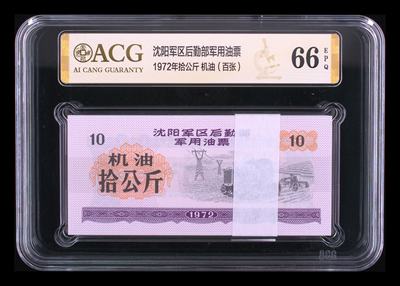 ACG
AI CANG GUARANTY
沈阳军区后勤部军用油票
1972年拾公斤 机油（百张）
66
EPQ
10
沈阳军区后勤部
军用油票
10
机油
拾公斤
1972
ACG